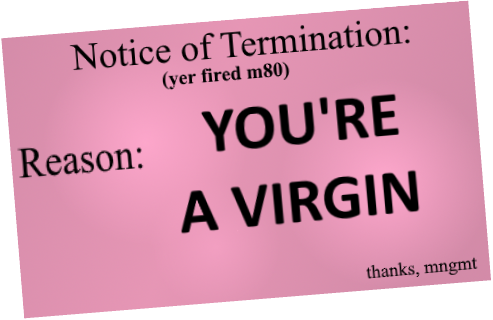 Notice of Termination:
(yer fired m80)
Reason: YOU'RE
A VIRGIN
thanks, mngmt